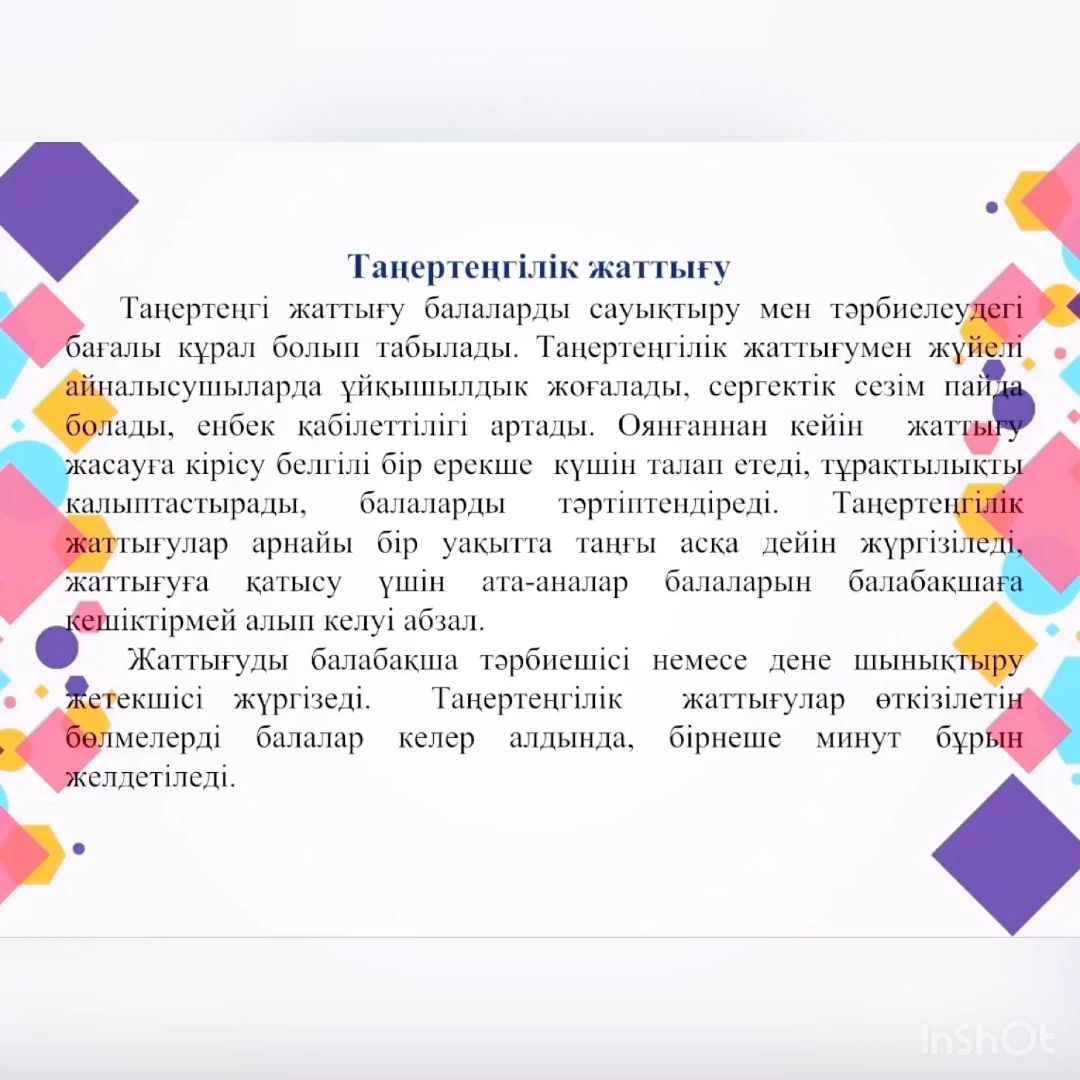 Таңертеңгілік жаттығу
Таңертеңгі жаттығу балаларды сауықтыру мен тәрбиелеудегі
бағалы құрал болып табылады. Таңертеңгілік жаттығумен жүйелі
айналысушыларда ұйқышылдык жоғалады, сергектік сезім пайда
болады, енбек қабілеттілігі артады. Оянғаннан кейін жаттығу
жасауға кірісу белгілі бір ерекше күшін талап етеді, тұрақтылықты
калыптастырады, балаларды тәртіптендіреді. Таңертеңгілік
жаттығулар арнайы бір уақытта таңғы асқа дейін жүргізіледі,
жаттығуға қатысу үшін ата-аналар балаларын балабақшаға
кешіктірмей алып келуі абзал.
Жаттығуды балабақша тәрбиешісі немесе дене шынықтыру
жетекшісі жүргізеді. Таңертеңгілік жаттығулар өткізілетін
бөлмелерді балалар келер алдында, бірнеше минут бұрын
желдетіледі.
InShOt